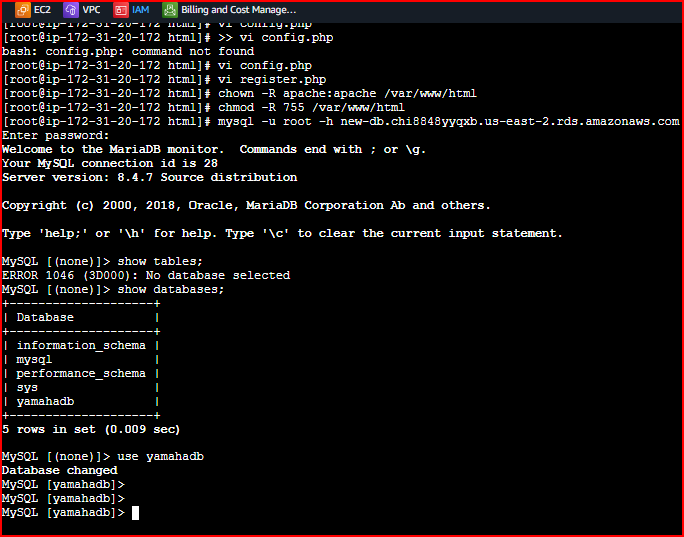 EC2 VPC IAM Billing and Cost Manage...
[root@ip-172-31-20-172 html]# vi config.php
[root@ip-172-31-20-172 html]# >> vi config.php
bash: config.php: command not found
[root@ip-172-31-20-172 html]# vi config.php
[root@ip-172-31-20-172 html]# vi register.php
[root@ip-172-31-20-172 html]# chown -R apache:apache /var/www/html
[root@ip-172-31-20-172 html]# chmod -R 755 /var/www/html
[root@ip-172-31-20-172 html]# mysql -u root -h new-db.chi8848yyqxb.us-east-2.rds.amazonaws.com
Enter password:
Welcome to the MariaDB monitor.  Commands end with ; or \g.
Your MySQL connection id is 28
Server version: 8.4.7 Source distribution
Copyright (c) 2000, 2018, Oracle, MariaDB Corporation Ab and others.
Type 'help;' or '\h' for help. Type '\c' to clear the current input statement.
MySQL [(none)]> show tables;
ERROR 1046 (3D000): No database selected
MySQL [(none)]> show databases;
+--------------------+
| Database           |
+--------------------+
| information_schema |
| mysql              |
| performance_schema |
| sys                |
| yamahadb           |
+--------------------+
5 rows in set (0.009 sec)
MySQL [(none)]> use yamahadb
Database changed
MySQL [yamahadb]>
MySQL [yamahadb]>
MySQL [yamahadb]>